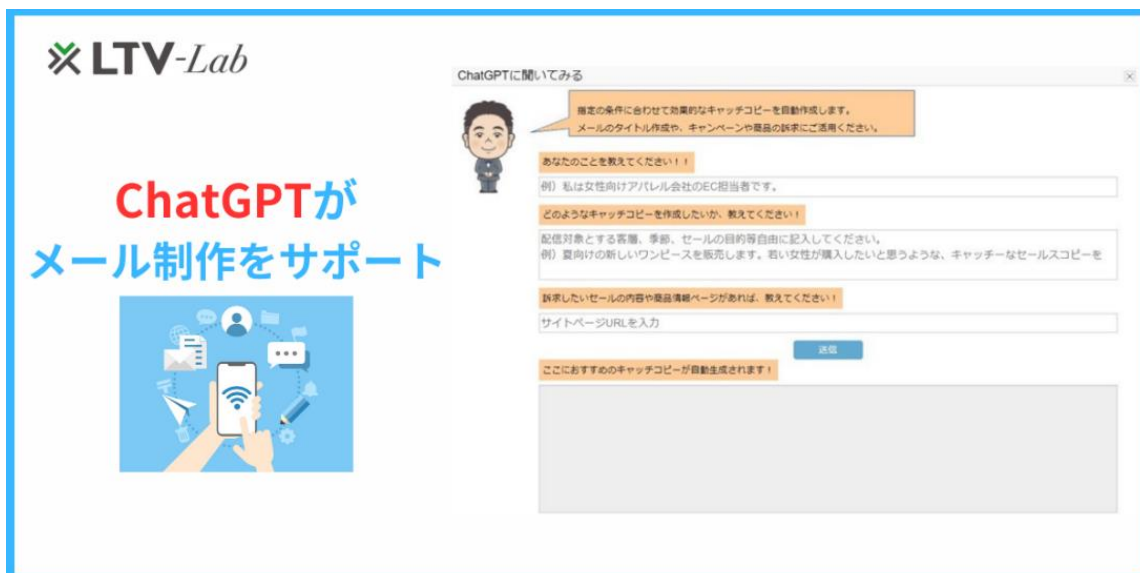 LTV-Lab
ChatGPTが
メール制作をサポート
ChatGPTに聞いてみる
指定の条件に合わせて効果的なキャッチコピーを自動作成します。
メールのタイトル作成や、キャンペーンや商品の訴求にご活用ください。
あなたのことを教えてください！！
例）私は女性向けアパレル会社のEC担当者です。
どのようなキャッチコピーを作成したいか、教えてください！
配信対象とする客層、季節、セールの目的等自由に記入してください。
例）夏向けの新しいワンピースを販売します。若い女性が購入したいと思うような、キャッチーなセールスコピーを
訴求したいセールの内容や商品情報ページがあれば、教えてください！
サイトページURLを入力
送信
ここにおすすめのキャッチコピーが自動生成されます！